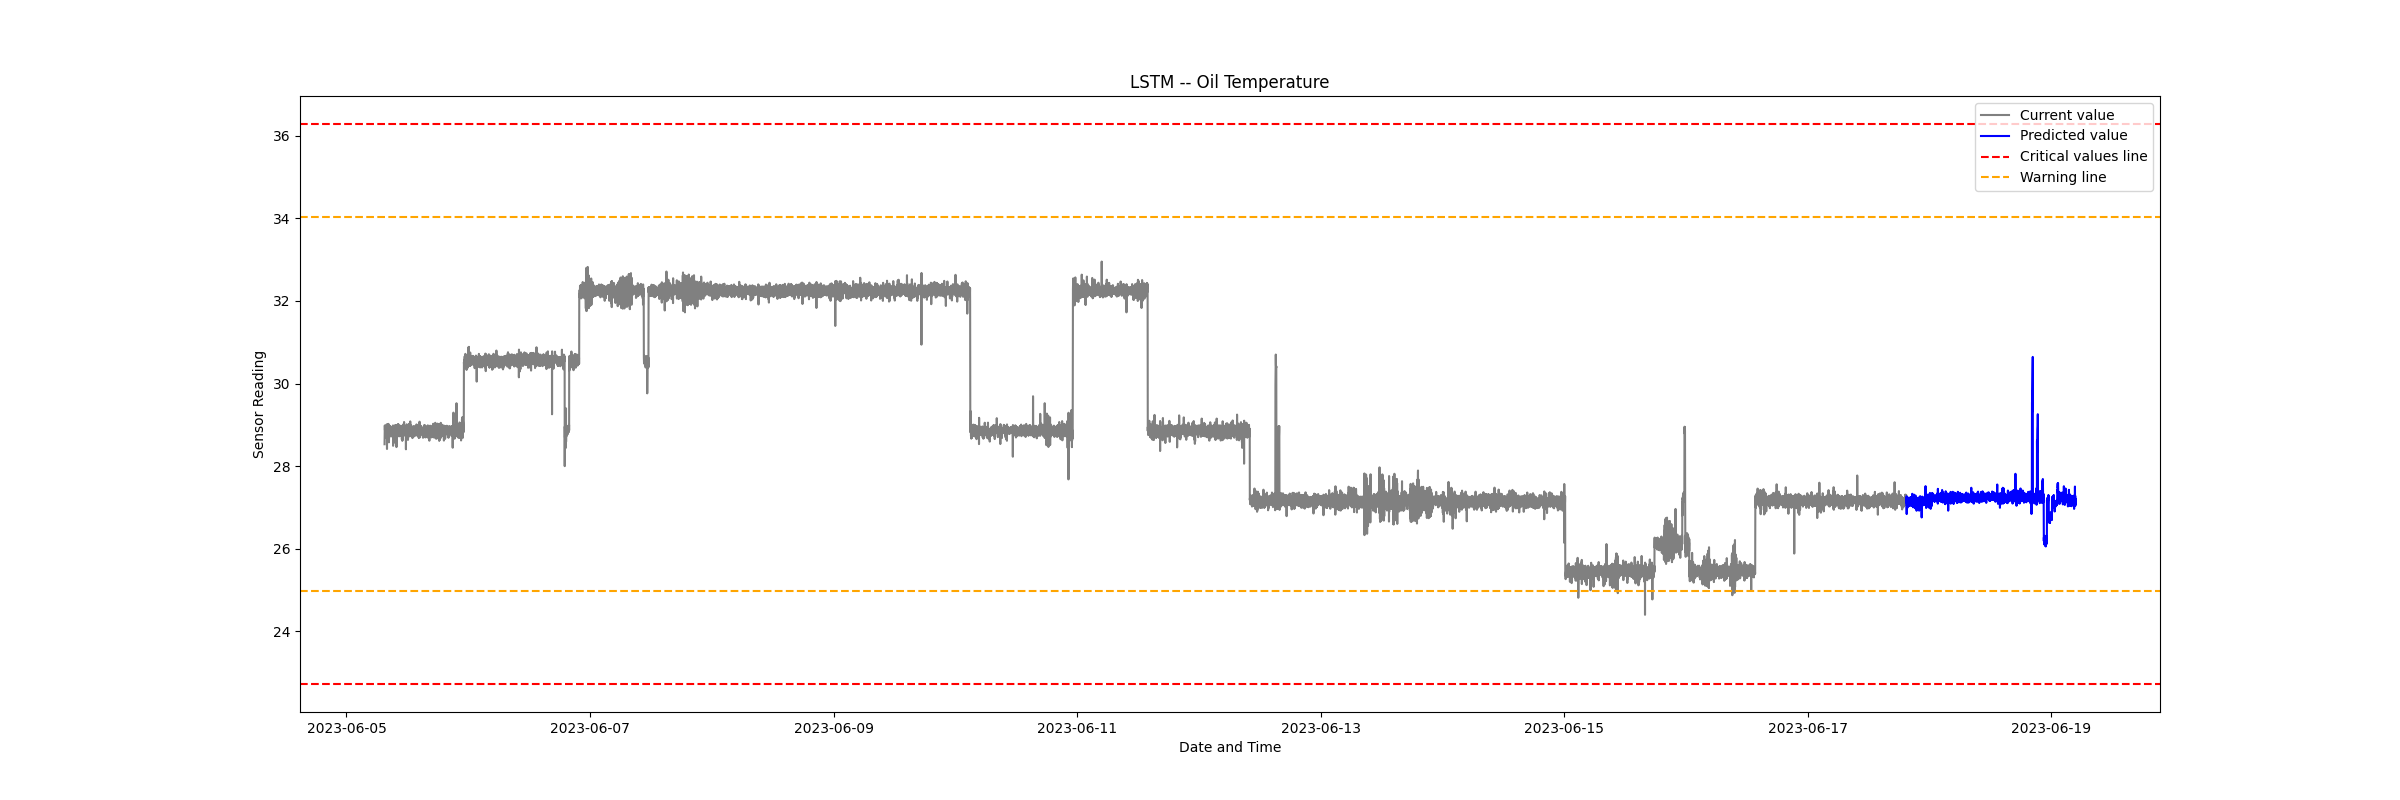 LSTM -- Oil Temperature
Current value
Predicted value
Critical values line
Warning line
36
34
32
30
28
26
24
Sensor Reading
2023-06-05 2023-06-07 2023-06-09 2023-06-11 2023-06-13 2023-06-15 2023-06-17 2023-06-19
Date and Time